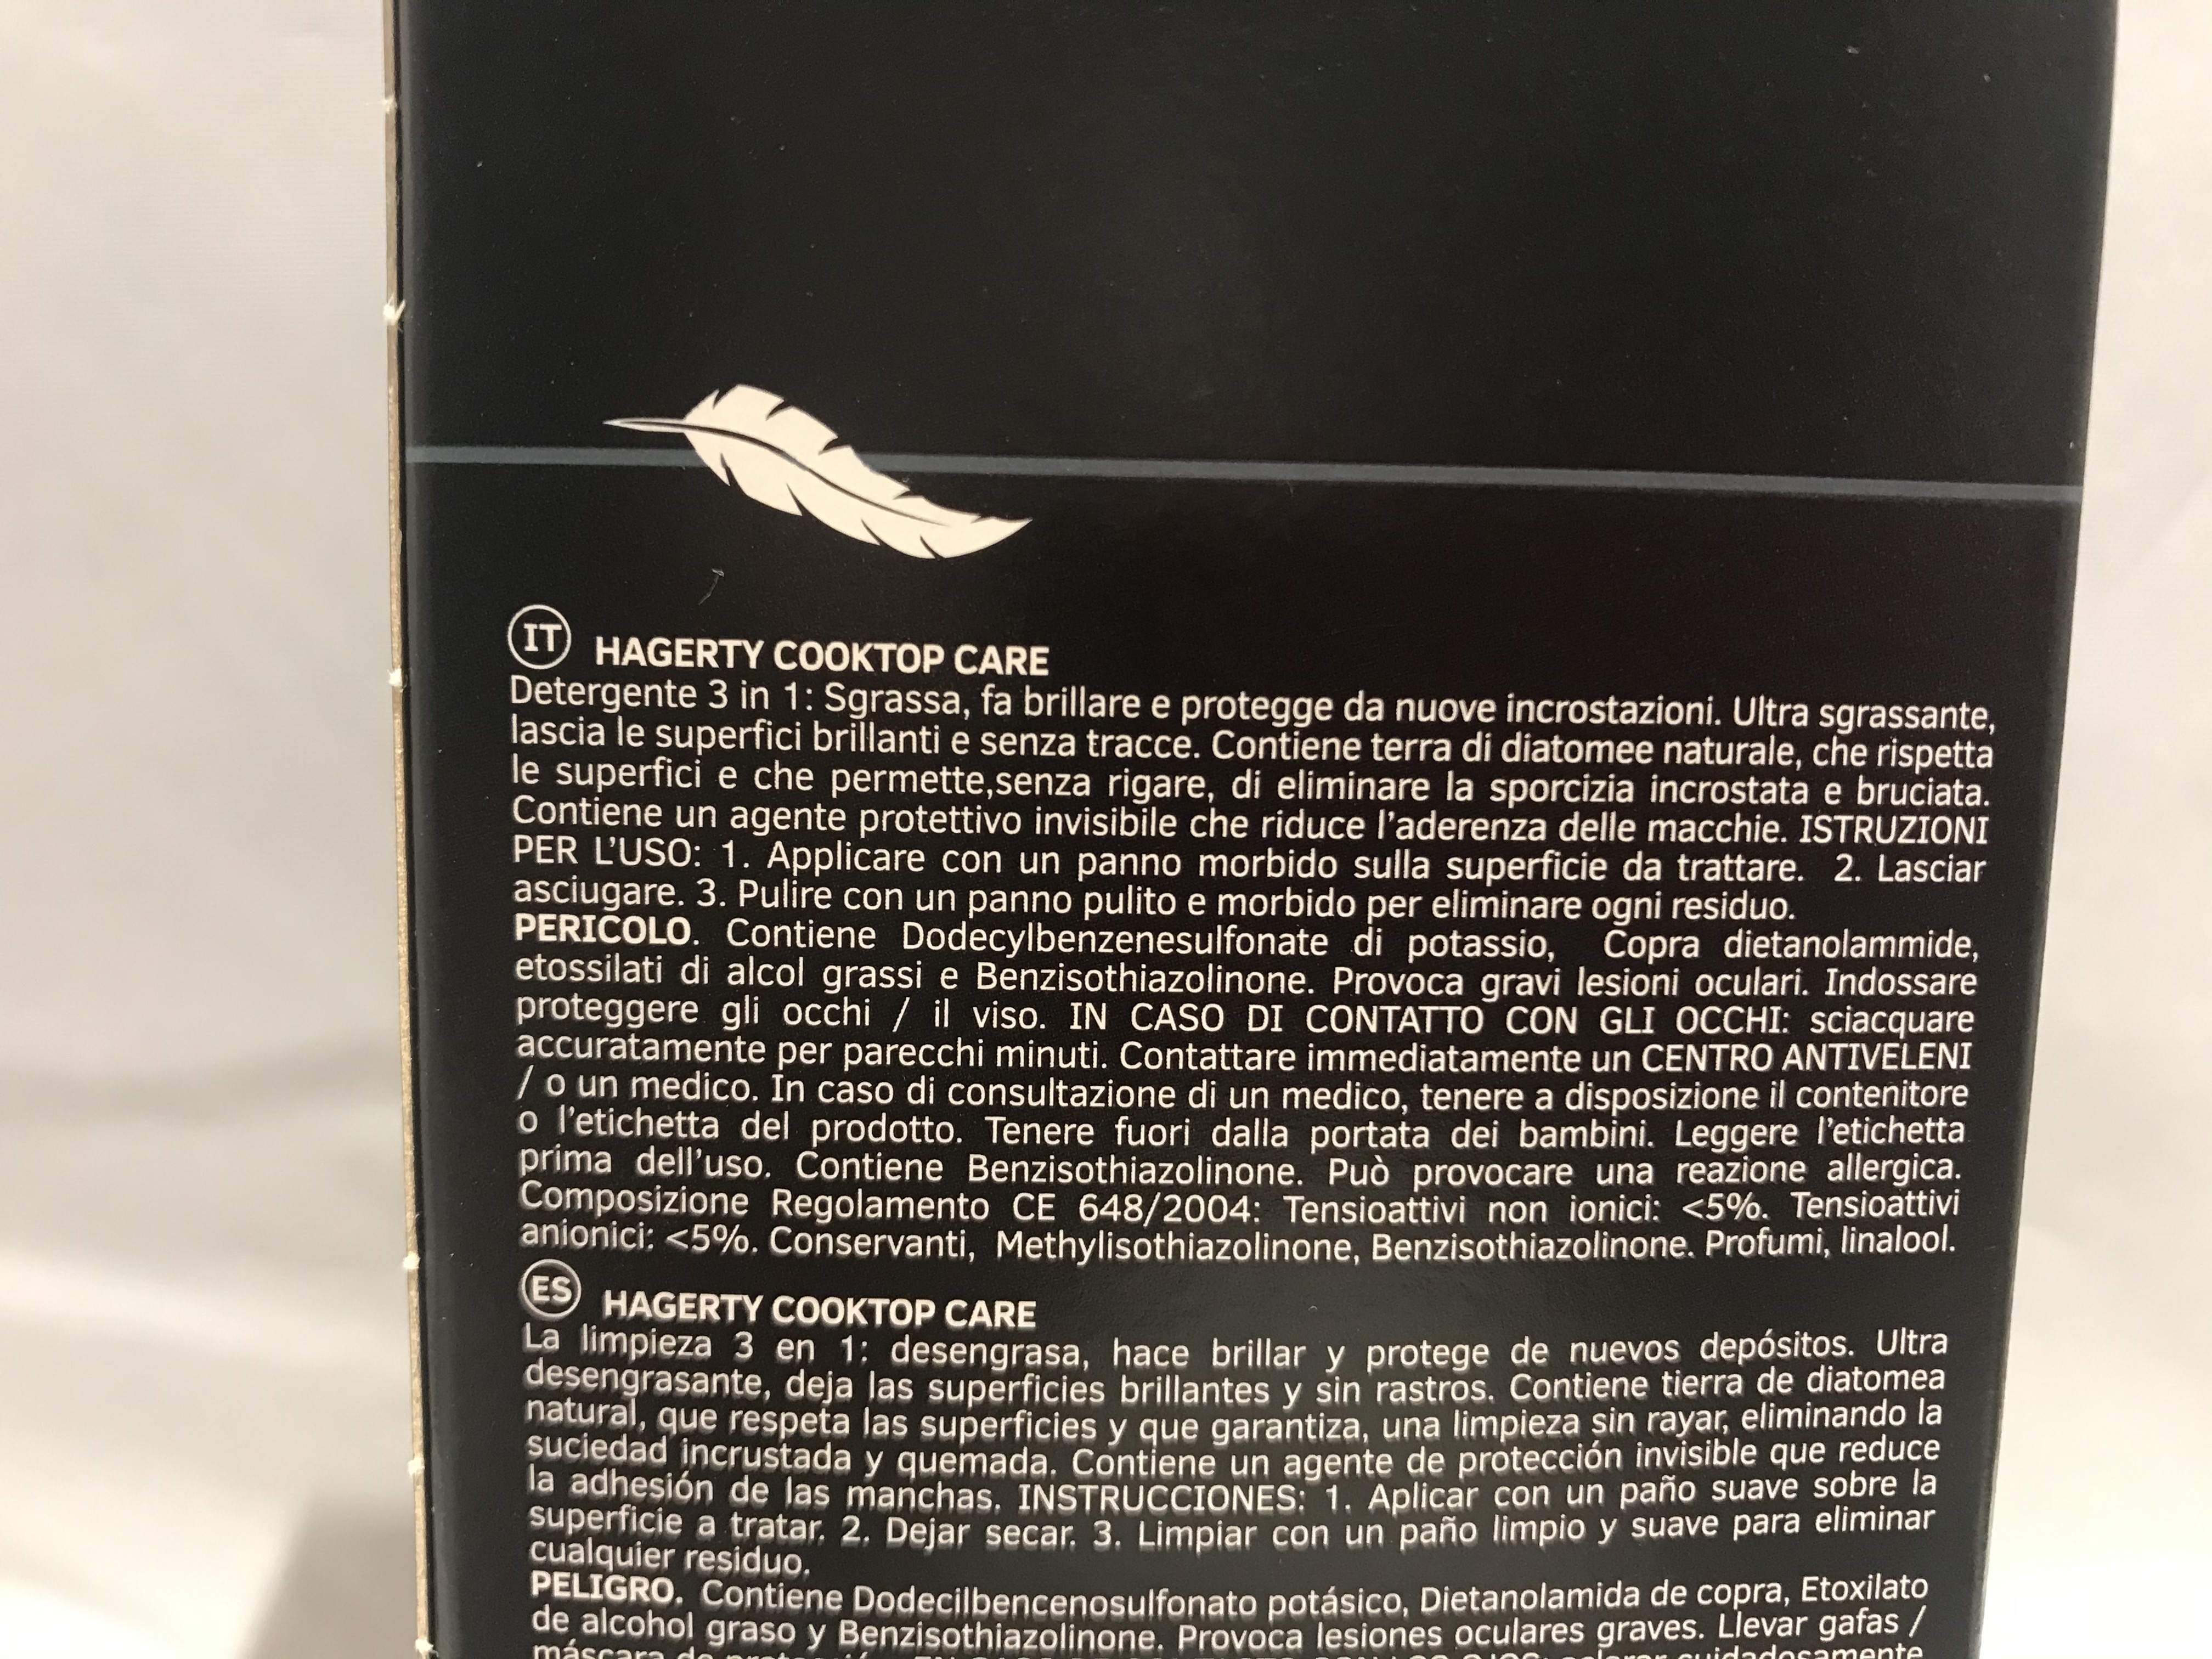 IT HAGERTY COOKTOP CARE
Detergente 3 in 1: Sgrassa, fa brillare e protegge da nuove incrostazioni. Ultra sgrassante,
lascia le superfici brillanti e senza tracce. Contiene terra di diatomee naturale, che rispetta
le superfici e che permette,senza rigare, di eliminare la sporcizia incrostata e bruciata.
Contiene un agente protettivo invisibile che riduce l'aderenza delle macchie. ISTRUZIONI
PER L'USO: 1. Applicare con un panno morbido sulla superficie da trattare. 2. Lasciar
asciugare. 3. Pulire con un panno pulito e morbido per eliminare ogni residuo.
PERICOLO. Contiene Dodecylbenzenesulfonate di potassio, Copra dietanolammide,
etossilati di alcol grassi e Benzisothiazolinone. Provoca gravi lesioni oculari. Indossare
proteggere gli occhi / il viso. IN CASO DI CONTATTO CON GLI OCCHI: sciacquare
accuratamente per parecchi minuti. Contattare immediatamente un CENTRO ANTIVELENI
/ o un medico. In caso di consultazione di un medico, tenere a disposizione il contenitore
o l'etichetta del prodotto. Tenere fuori dalla portata dei bambini. Leggere l'etichetta
prima dell'uso. Contiene Benzisothiazolinone. Può provocare una reazione allergica.
Composizione Regolamento CE 648/2004: Tensioattivi non ionici: <5%. Tensioattivi
anionici: <5%. Conservanti, Methylisothiazolinone, Benzisothiazolinone. Profumi, linalool.
ES HAGERTY COOKTOP CARE
La limpieza 3 en 1: desengrasa, hace brillar y protege de nuevos depósitos. Ultra
desengrasante, deja las superficies brillantes y sin rastros. Contiene tierra de diatomea
natural, que respeta las superficies y que garantiza, una limpieza sin rayar, eliminando la
suciedad incrustada y quemada. Contiene un agente de protección invisible que reduce
la adhesión de las manchas. INSTRUCCIONES: 1. Aplicar con un paño suave sobre la
superficie a tratar. 2. Dejar secar. 3. Limpiar con un paño limpio y suave para eliminar
cualquier residuo.
PELIGRO. Contiene Dodecilbencenosulfonato potásico, Dietanolamida de copra, Etoxilato
de alcohol graso y Benzisothiazolinone. Provoca lesiones oculares graves. Llevar gafas /
máscara de